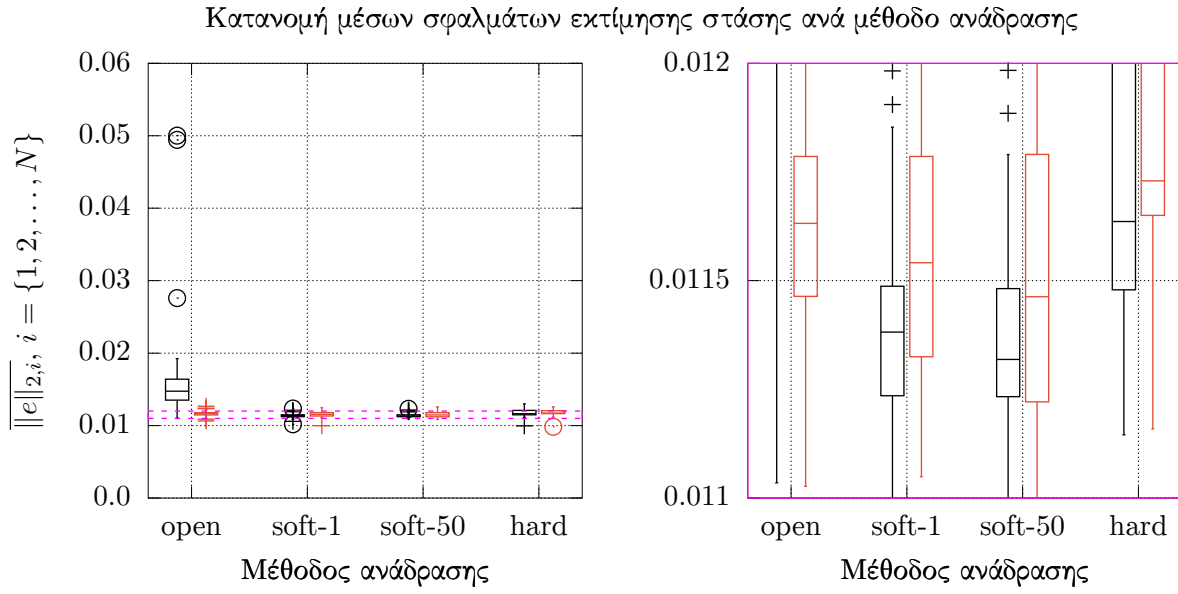 Κατανομή μέσων σφαλμάτων εκτίμησης στάσης ανά μέθοδο ανάδρασης
‖e‖₂,ᵢ, i = {1, 2, . . . , N}
0.06
0.05
0.04
0.03
0.02
0.01
0.0
open soft-1 soft-50 hard
Μέθοδος ανάδρασης
0.012
0.0115
0.011
open soft-1 soft-50 hard
Μέθοδος ανάδρασης